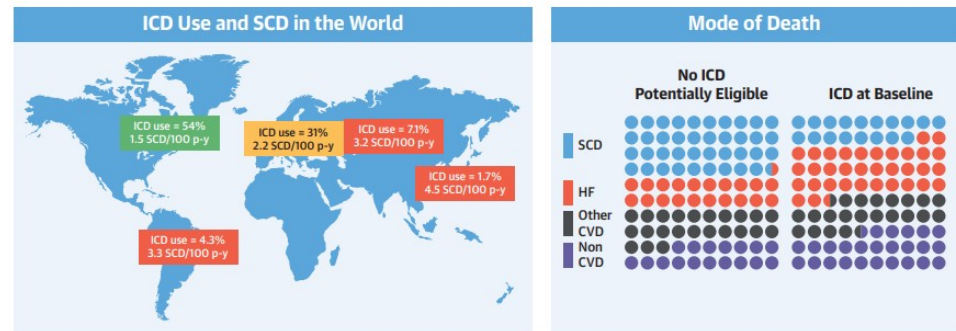 ICD Use and SCD in the World
ICD use = 54%
1.5 SCD/100 p-y
ICD use = 31%
2.2 SCD/100 p-y
ICD use = 7.1%
3.2 SCD/100 p-y
ICD use = 1.7%
4.5 SCD/100 p-y
ICD use = 4.3%
3.3 SCD/100 p-y
Mode of Death
No ICD
Potentially Eligible
ICD at Baseline
SCD
HF
Other
CVD
Non
CVD